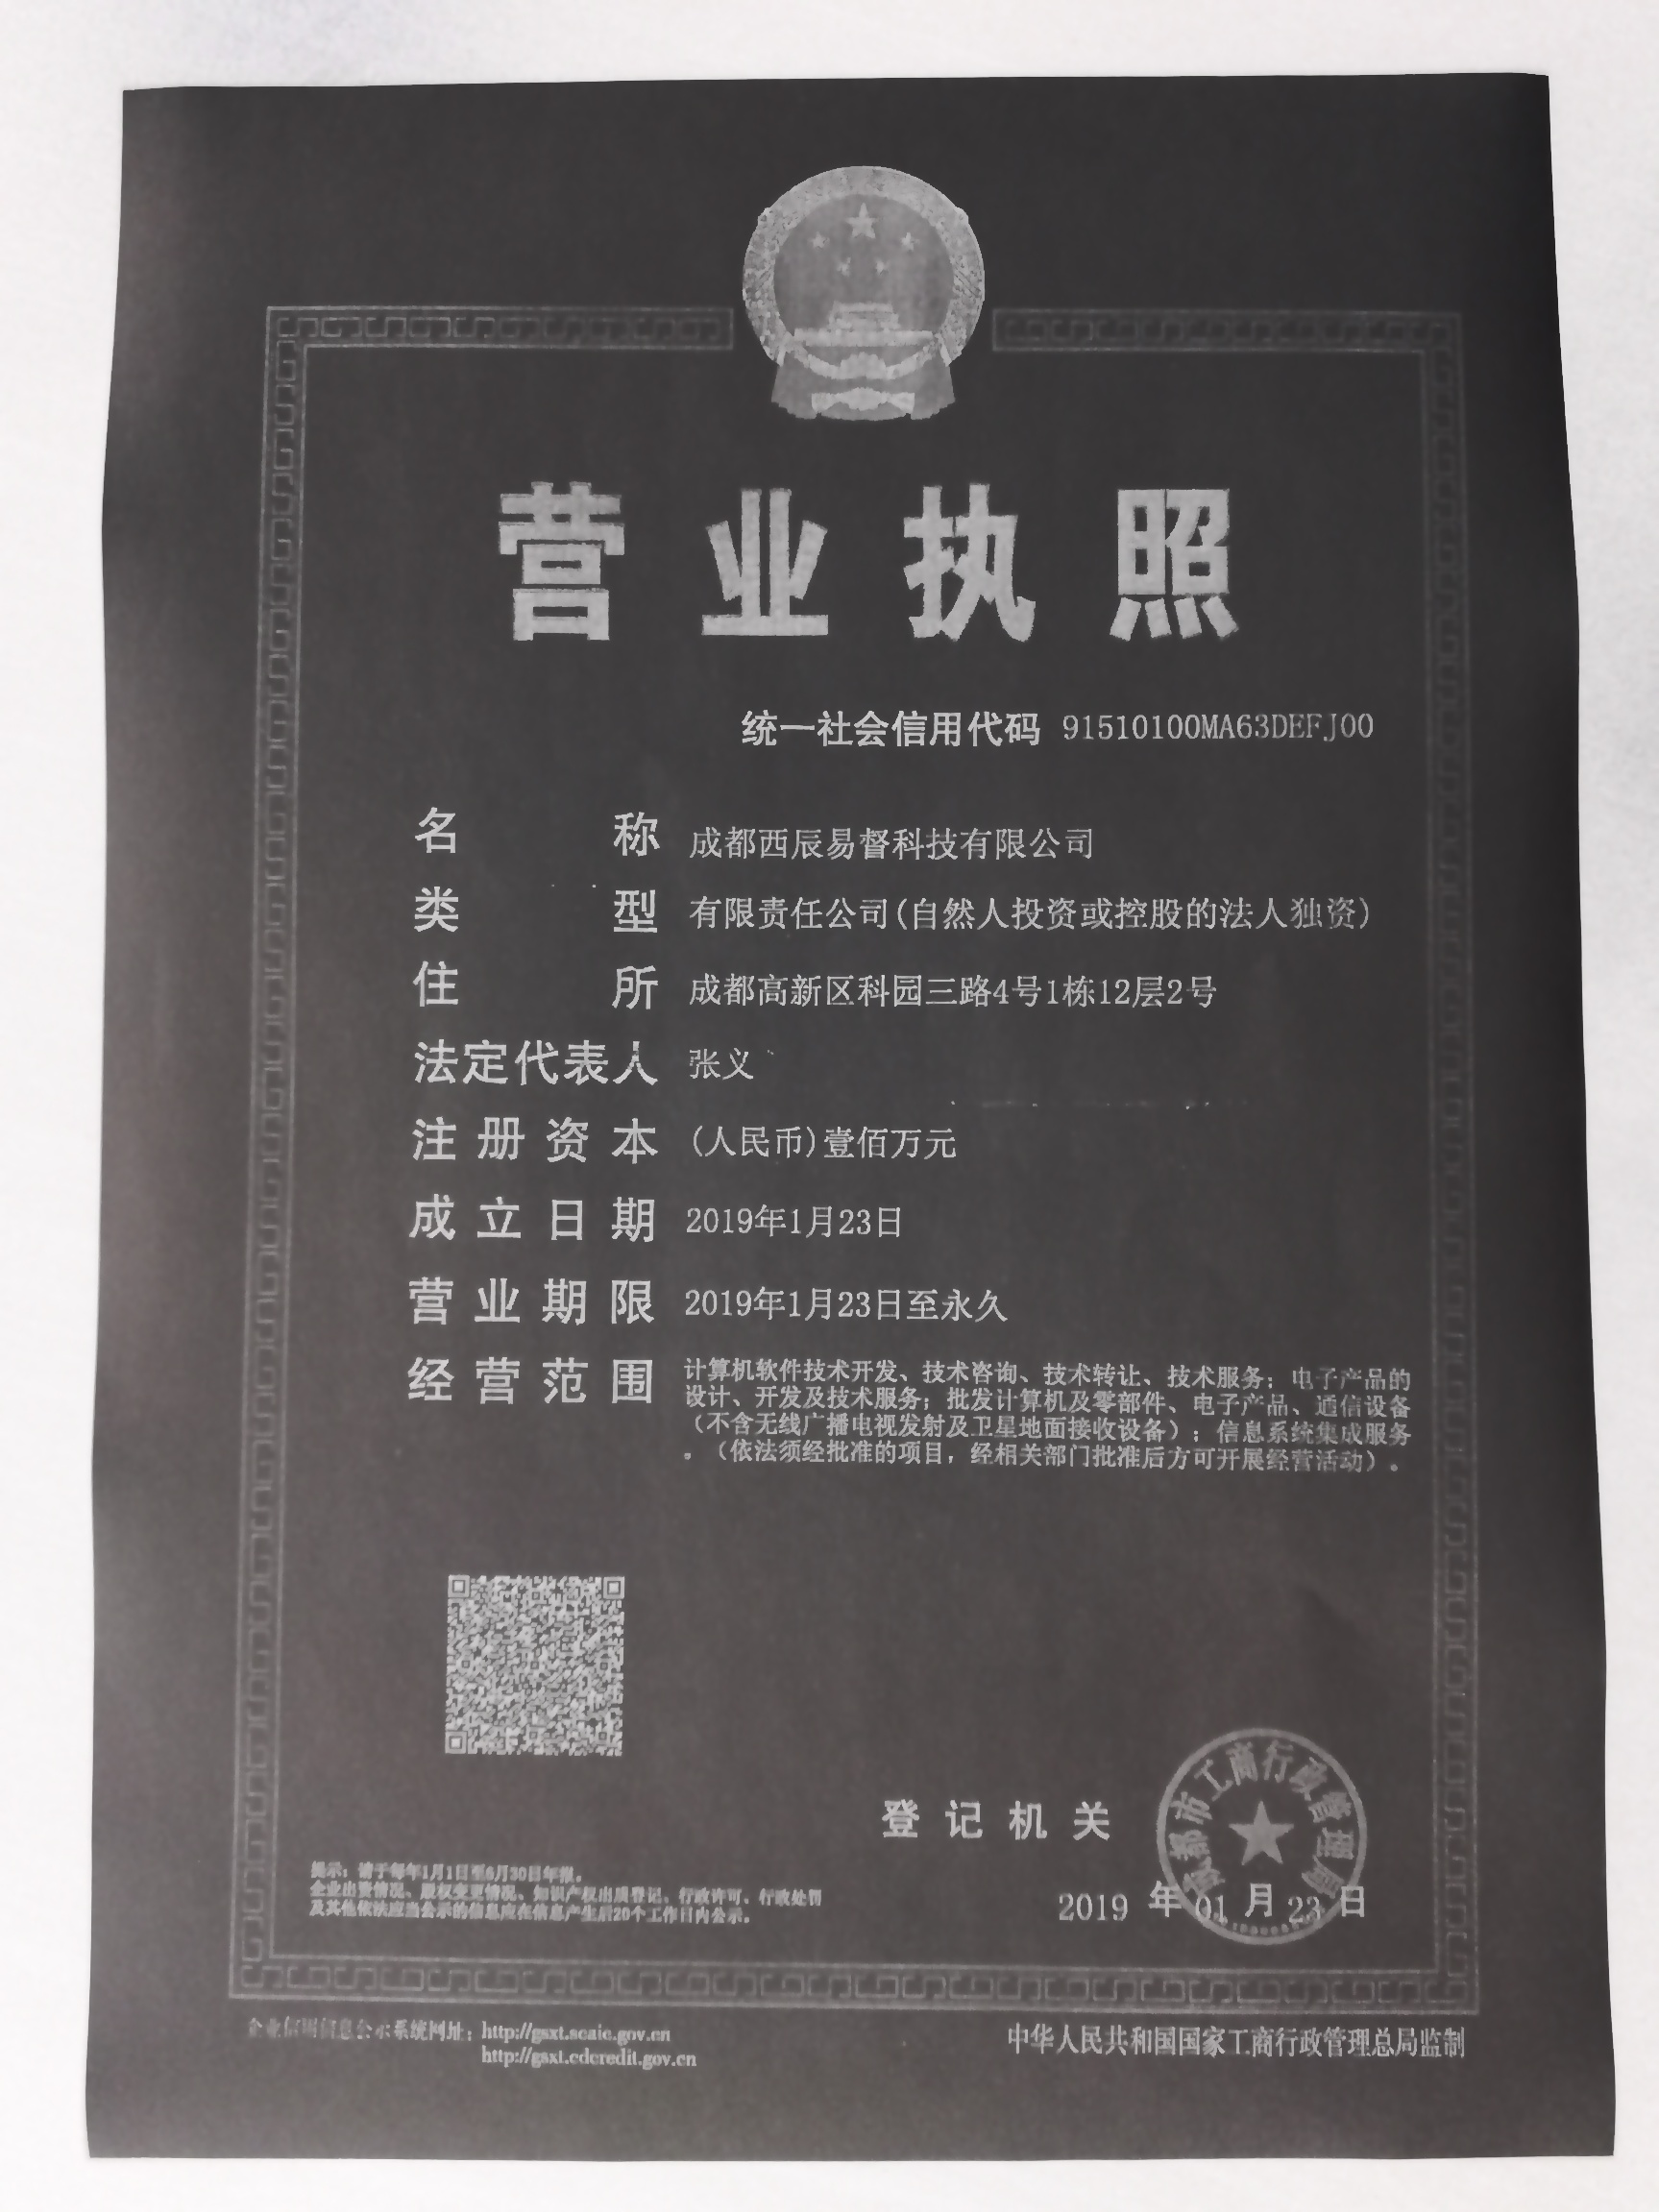 营业执照
统一社会信用代码 91510100MA63DEFJ00
名称 成都西辰易督科技有限公司
类型 有限责任公司(自然人投资或控股的法人独资)
住所 成都高新区科园三路4号1栋12层2号
法定代表人 张义
注册资本 (人民币)壹佰万元
成立日期 2019年1月23日
营业期限 2019年1月23日至永久
经营范围 计算机软件技术开发、技术咨询、技术转让、技术服务；电子产品的
设计、开发及技术服务；批发计算机及零部件、电子产品、通信设备
（不含无线广播电视发射及卫星地面接收设备）；信息系统集成服务
。（依法须经批准的项目，经相关部门批准后方可开展经营活动）。
成都市工商行政管理局
登记机关
2019 年 01 月 23 日
提示：请于每年1月1日至6月30日年报。
企业出资情况、股权变更情况、知识产权出质登记、行政许可、行政处罚
及其他依法应当公示的信息应在信息产生后20个工作日内公示。
企业信用信息公示系统网址：http://gsxt.scaic.gov.cn
http://gsxt.cdcredit.gov.cn
中华人民共和国国家工商行政管理总局监制